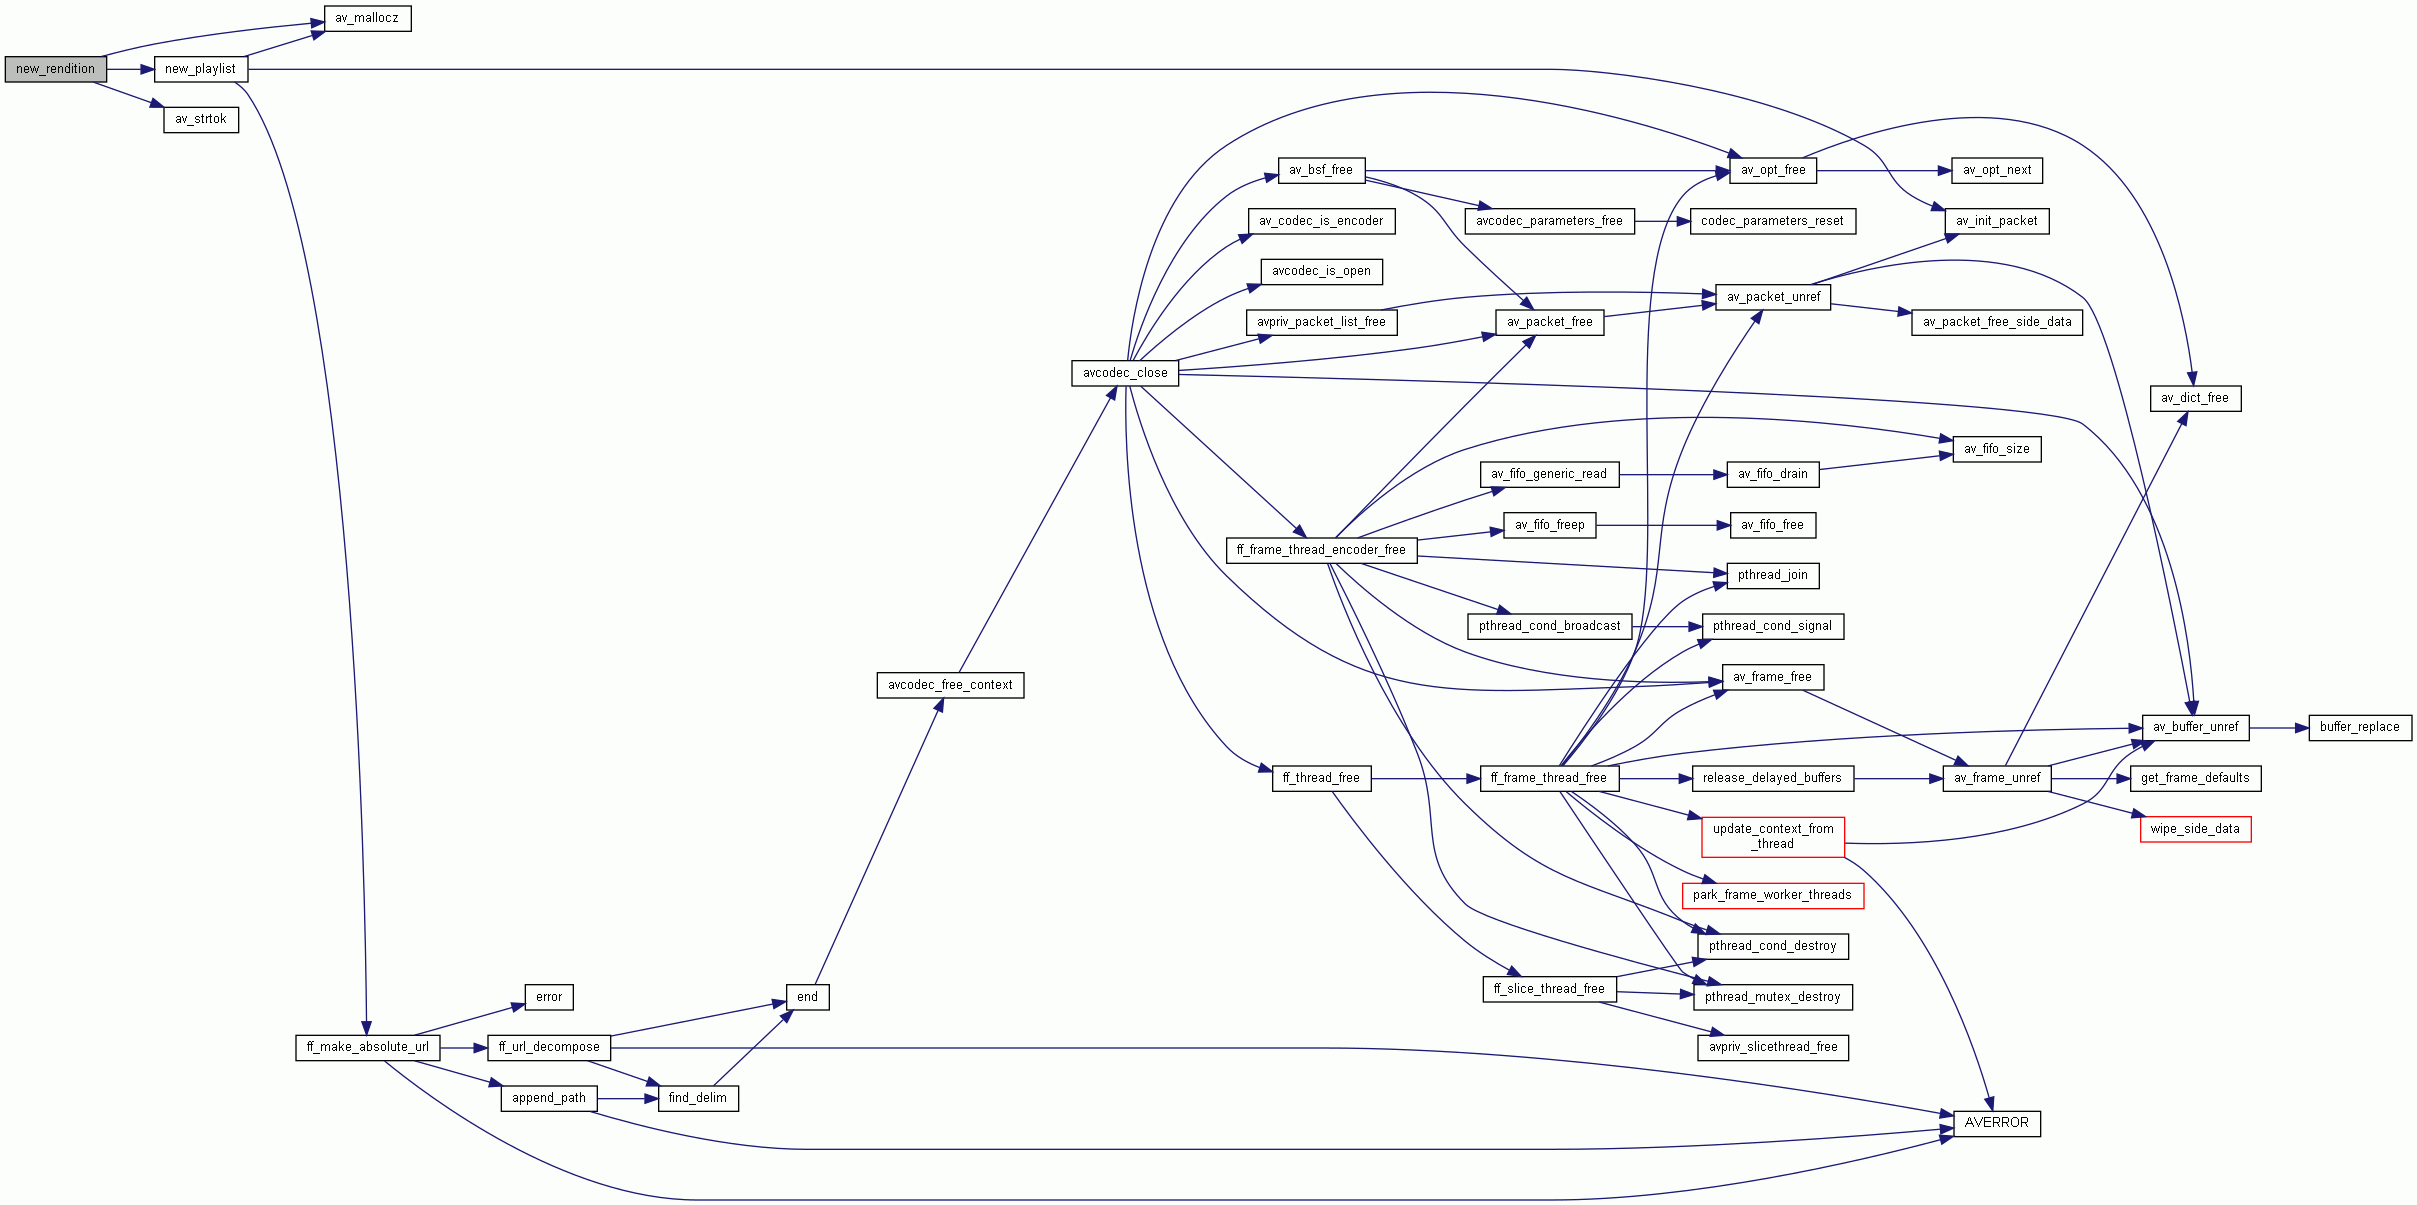 av_mallocz
new_rendition
new_playlist
av_strtok
av_bsf_free
av_opt_free
av_opt_next
av_codec_is_encoder
avcodec_parameters_free
codec_parameters_reset
av_init_packet
avcodec_is_open
av_packet_unref
avpriv_packet_list_free
av_packet_free
av_packet_free_side_data
avcodec_close
av_dict_free
av_fifo_size
av_fifo_generic_read
av_fifo_drain
av_fifo_freep
av_fifo_free
ff_frame_thread_encoder_free
pthread_join
pthread_cond_broadcast
pthread_cond_signal
avcodec_free_context
av_frame_free
av_buffer_unref
buffer_replace
ff_thread_free
ff_frame_thread_free
release_delayed_buffers
av_frame_unref
get_frame_defaults
update_context_from
_thread
wipe_side_data
park_frame_worker_threads
pthread_cond_destroy
ff_slice_thread_free
pthread_mutex_destroy
error
end
ff_make_absolute_url
ff_url_decompose
avpriv_slicethread_free
append_path
find_delim
AVERROR